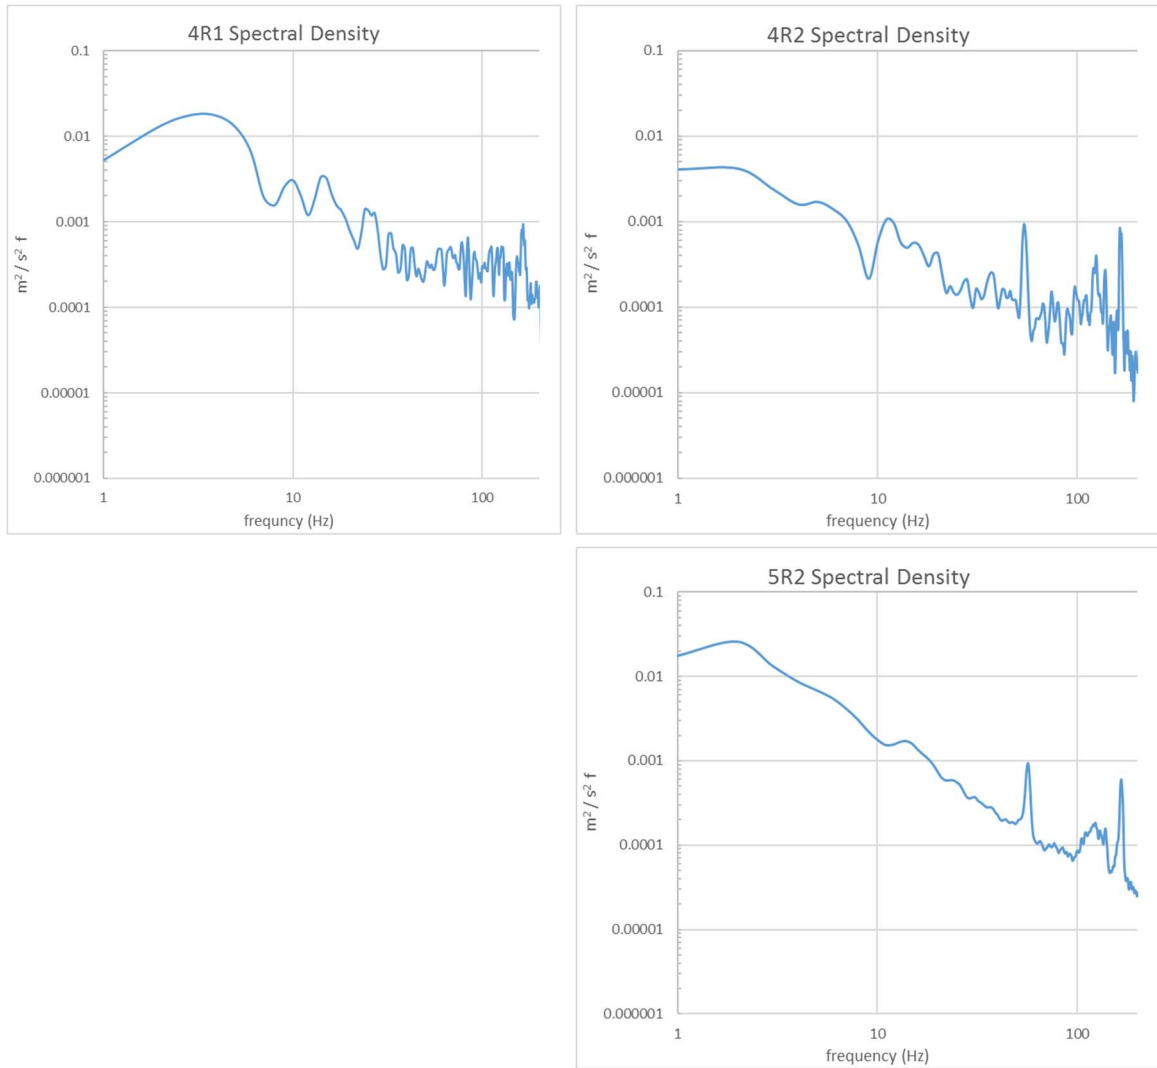 4R1 Spectral Density
0.1
0.01
0.001
0.0001
0.00001
0.000001
m² / s² f
1 10 100
frequncy (Hz)
4R2 Spectral Density
0.1
0.01
0.001
0.0001
0.00001
0.000001
m² / s² f
1 10 100
frequency (Hz)
5R2 Spectral Density
0.1
0.01
0.001
0.0001
0.00001
0.000001
m² / s² f
1 10 100
frequency (Hz)